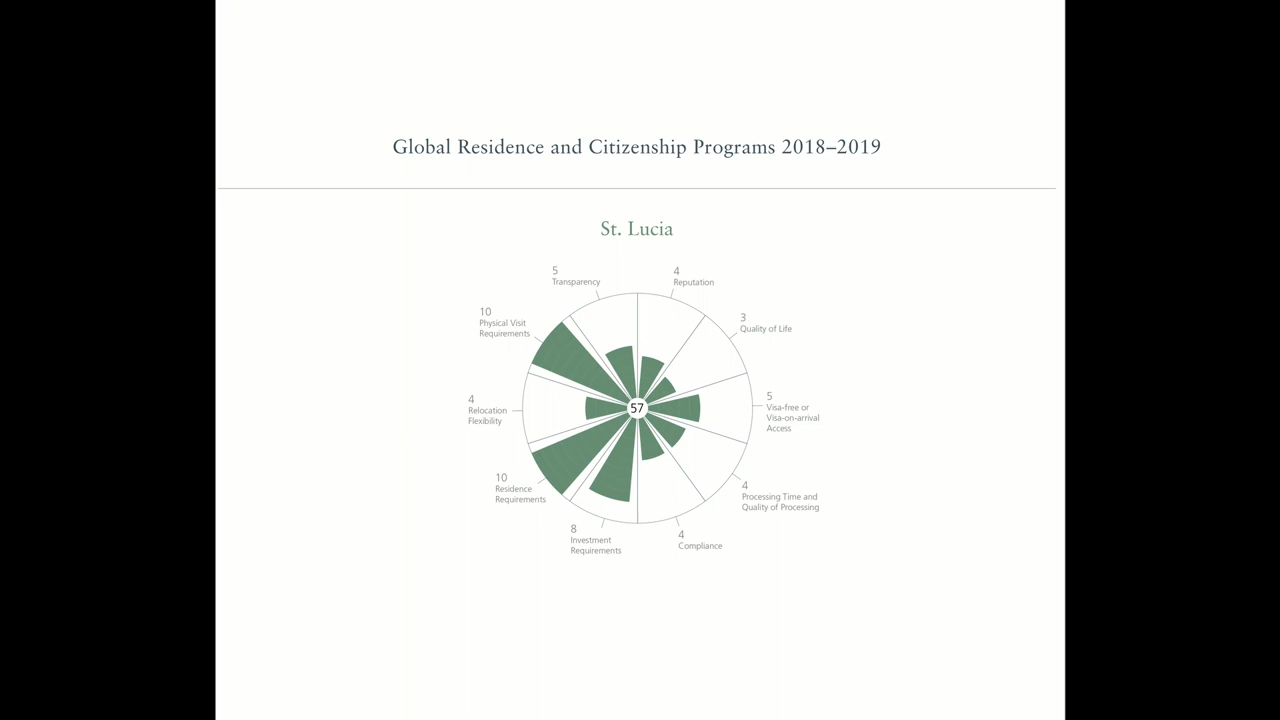 Global Residence and Citizenship Programs 2018–2019
St. Lucia
5
Transparency
4
Reputation
10
Physical Visit
Requirements
3
Quality of Life
4
Relocation
Flexibility
57
5
Visa-free or
Visa-on-arrival
Access
10
Residence
Requirements
4
Processing Time and
Quality of Processing
8
Investment
Requirements
4
Compliance